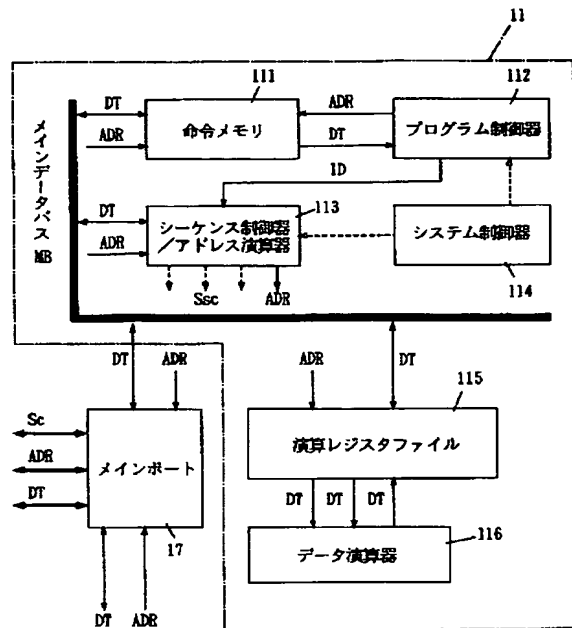 11
111
112
DT
命令メモリ
ADR
プログラム制御器
ADR
DT
ID
メインデータバス
MB
DT
113
シーケンス制御器
／アドレス演算器
システム制御器
ADR
Ssc
ADR
114
DT
ADR
ADR
DT
115
Sc
ADR
メインポート
演算レジスタファイル
DT
DT
DT
DT
17
データ演算器
116
DT
ADR